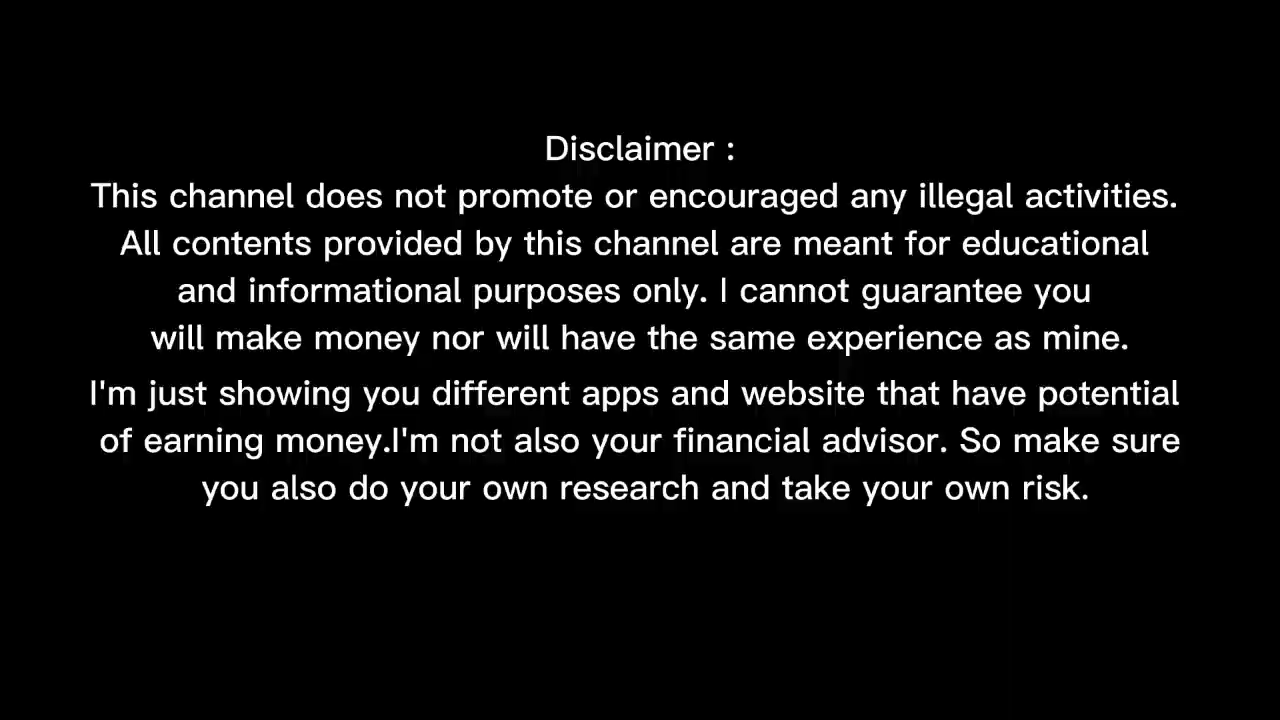 Disclaimer :
This channel does not promote or encouraged any illegal activities.
All contents provided by this channel are meant for educational
and informational purposes only. I cannot guarantee you
will make money nor will have the same experience as mine.
I'm just showing you different apps and website that have potential
of earning money.I'm not also your financial advisor. So make sure
you also do your own research and take your own risk.